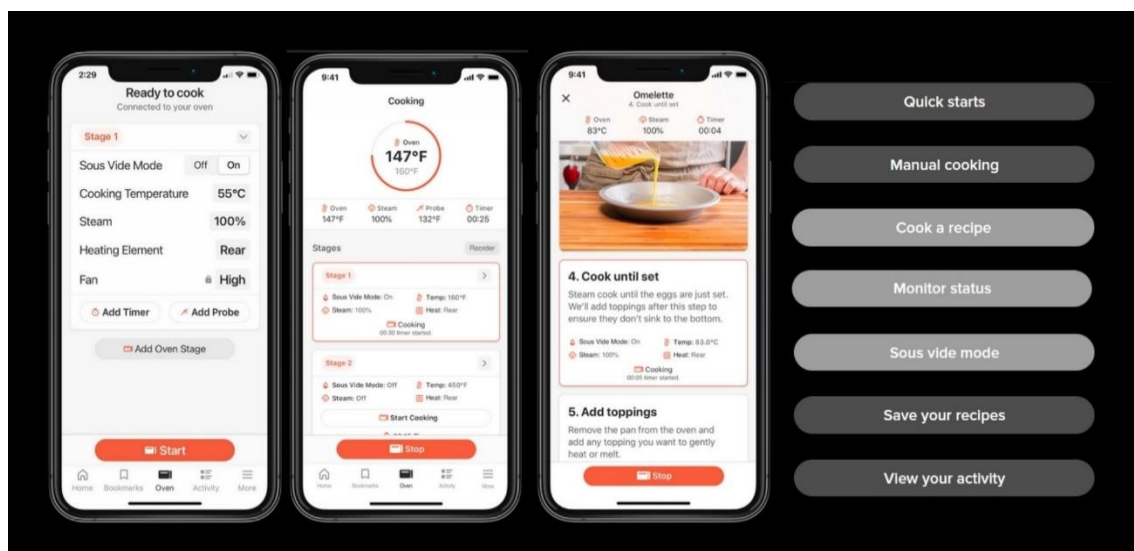 2:29
Ready to cook
Connected to your oven
Stage 1
Sous Vide Mode Off On
Cooking Temperature 55°C
Steam 100%
Heating Element Rear
Fan High
Add Timer Add Probe
Add Oven Stage
Start
Home Bookmarks Oven Activity More
9:41
Cooking
Oven
147°F
160°F
Oven Steam Probe Timer
147°F 100% 132°F 00:25
Stages Reorder
Stage 1
Sous Vide Mode: On Temp: 160°F
Steam: 100% Heat: Rear
Cooking
00:30 timer started
Stage 2
Sous Vide Mode: Off Temp: 450°F
Steam: Off Heat: Rear
Start Cooking
Stop
Home Bookmarks Oven Activity More
9:41
Omelette
4. Cook until set
Oven Steam Timer
83°C 100% 00:04
4. Cook until set
Steam cook until the eggs are just set.
We'll add toppings after this step to
ensure they don't sink to the bottom.
Sous Vide Mode: On Temp: 83.0°C
Steam: 100% Heat: Rear
Cooking
00:05 timer started
5. Add toppings
Remove the pan from the oven and
add any topping you want to gently
heat or melt.
Stop
Quick starts
Manual cooking
Cook a recipe
Monitor status
Sous vide mode
Save your recipes
View your activity